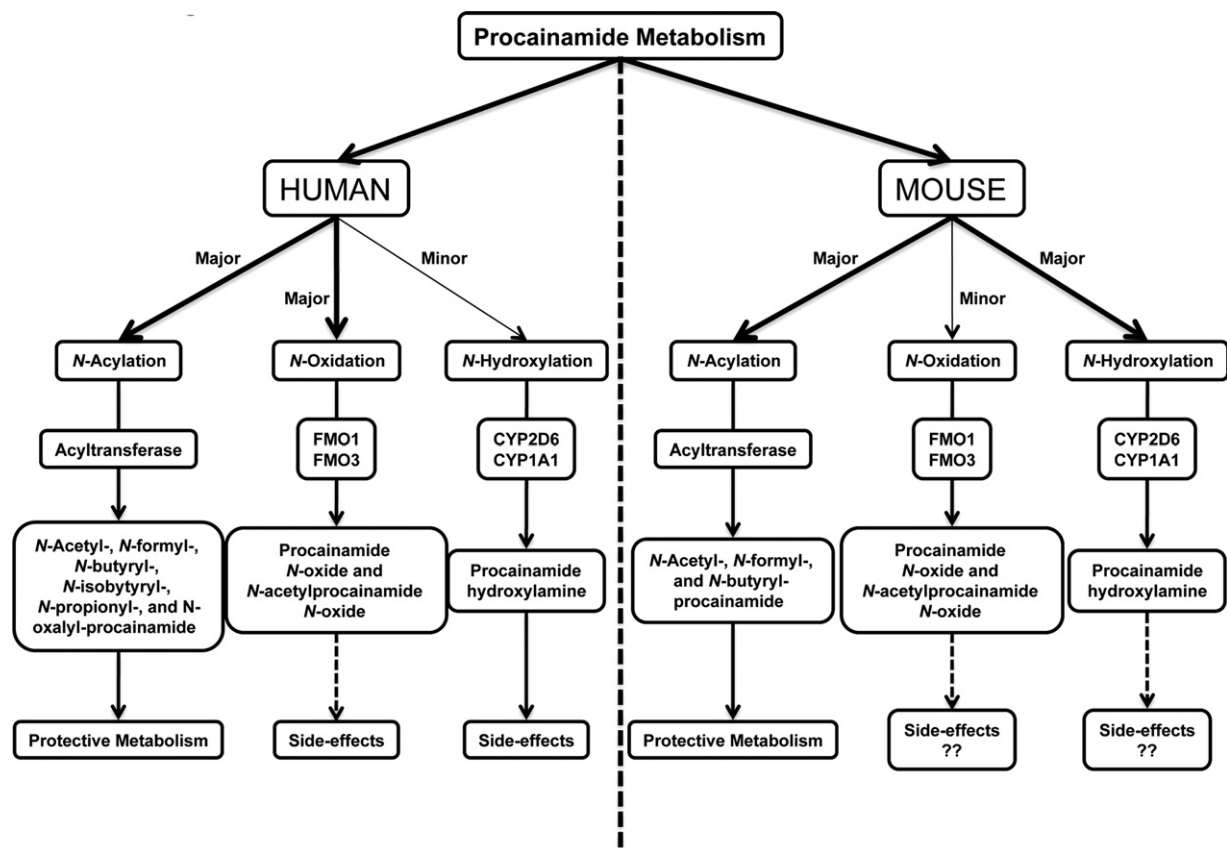 Procainamide Metabolism
HUMAN
Major
Major
Minor
N-Acylation
N-Oxidation
N-Hydroxylation
Acyltransferase
FMO1
FMO3
CYP2D6
CYP1A1
N-Acetyl-, N-formyl-,
N-butyryl-,
N-isobytyryl-,
N-propionyl-, and N-
oxalyl-procainamide
Procainamide
N-oxide and
N-acetylprocainamide
N-oxide
Procainamide
hydroxylamine
Protective Metabolism
Side-effects
Side-effects
MOUSE
Major
Minor
Major
N-Acylation
N-Oxidation
N-Hydroxylation
Acyltransferase
FMO1
FMO3
CYP2D6
CYP1A1
N-Acetyl-, N-formyl-,
and N-butyryl-
procainamide
Procainamide
N-oxide and
N-acetylprocainamide
N-oxide
Procainamide
hydroxylamine
Protective Metabolism
Side-effects
??
Side-effects
??